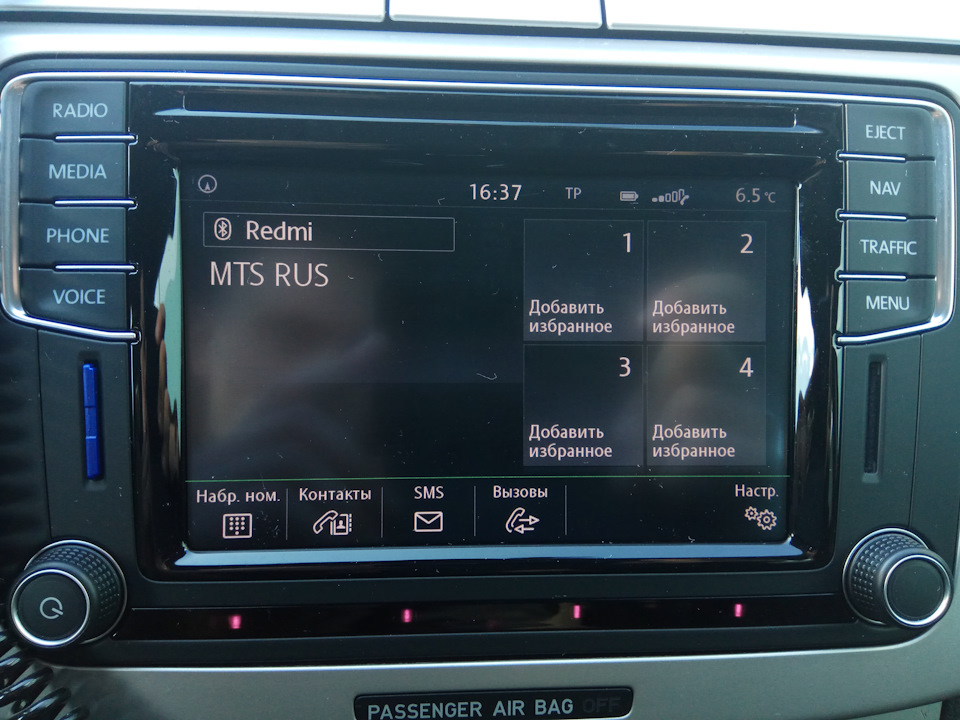 RADIO
MEDIA
PHONE
VOICE
EJECT
NAV
TRAFFIC
MENU
16:37 TP 6.5°C
Redmi
MTS RUS
1
Добавить
избранное
2
Добавить
избранное
3
Добавить
избранное
4
Добавить
избранное
Набр. ном.
Контакты
SMS
Вызовы
Настр.
PASSENGER AIR BAG OFF